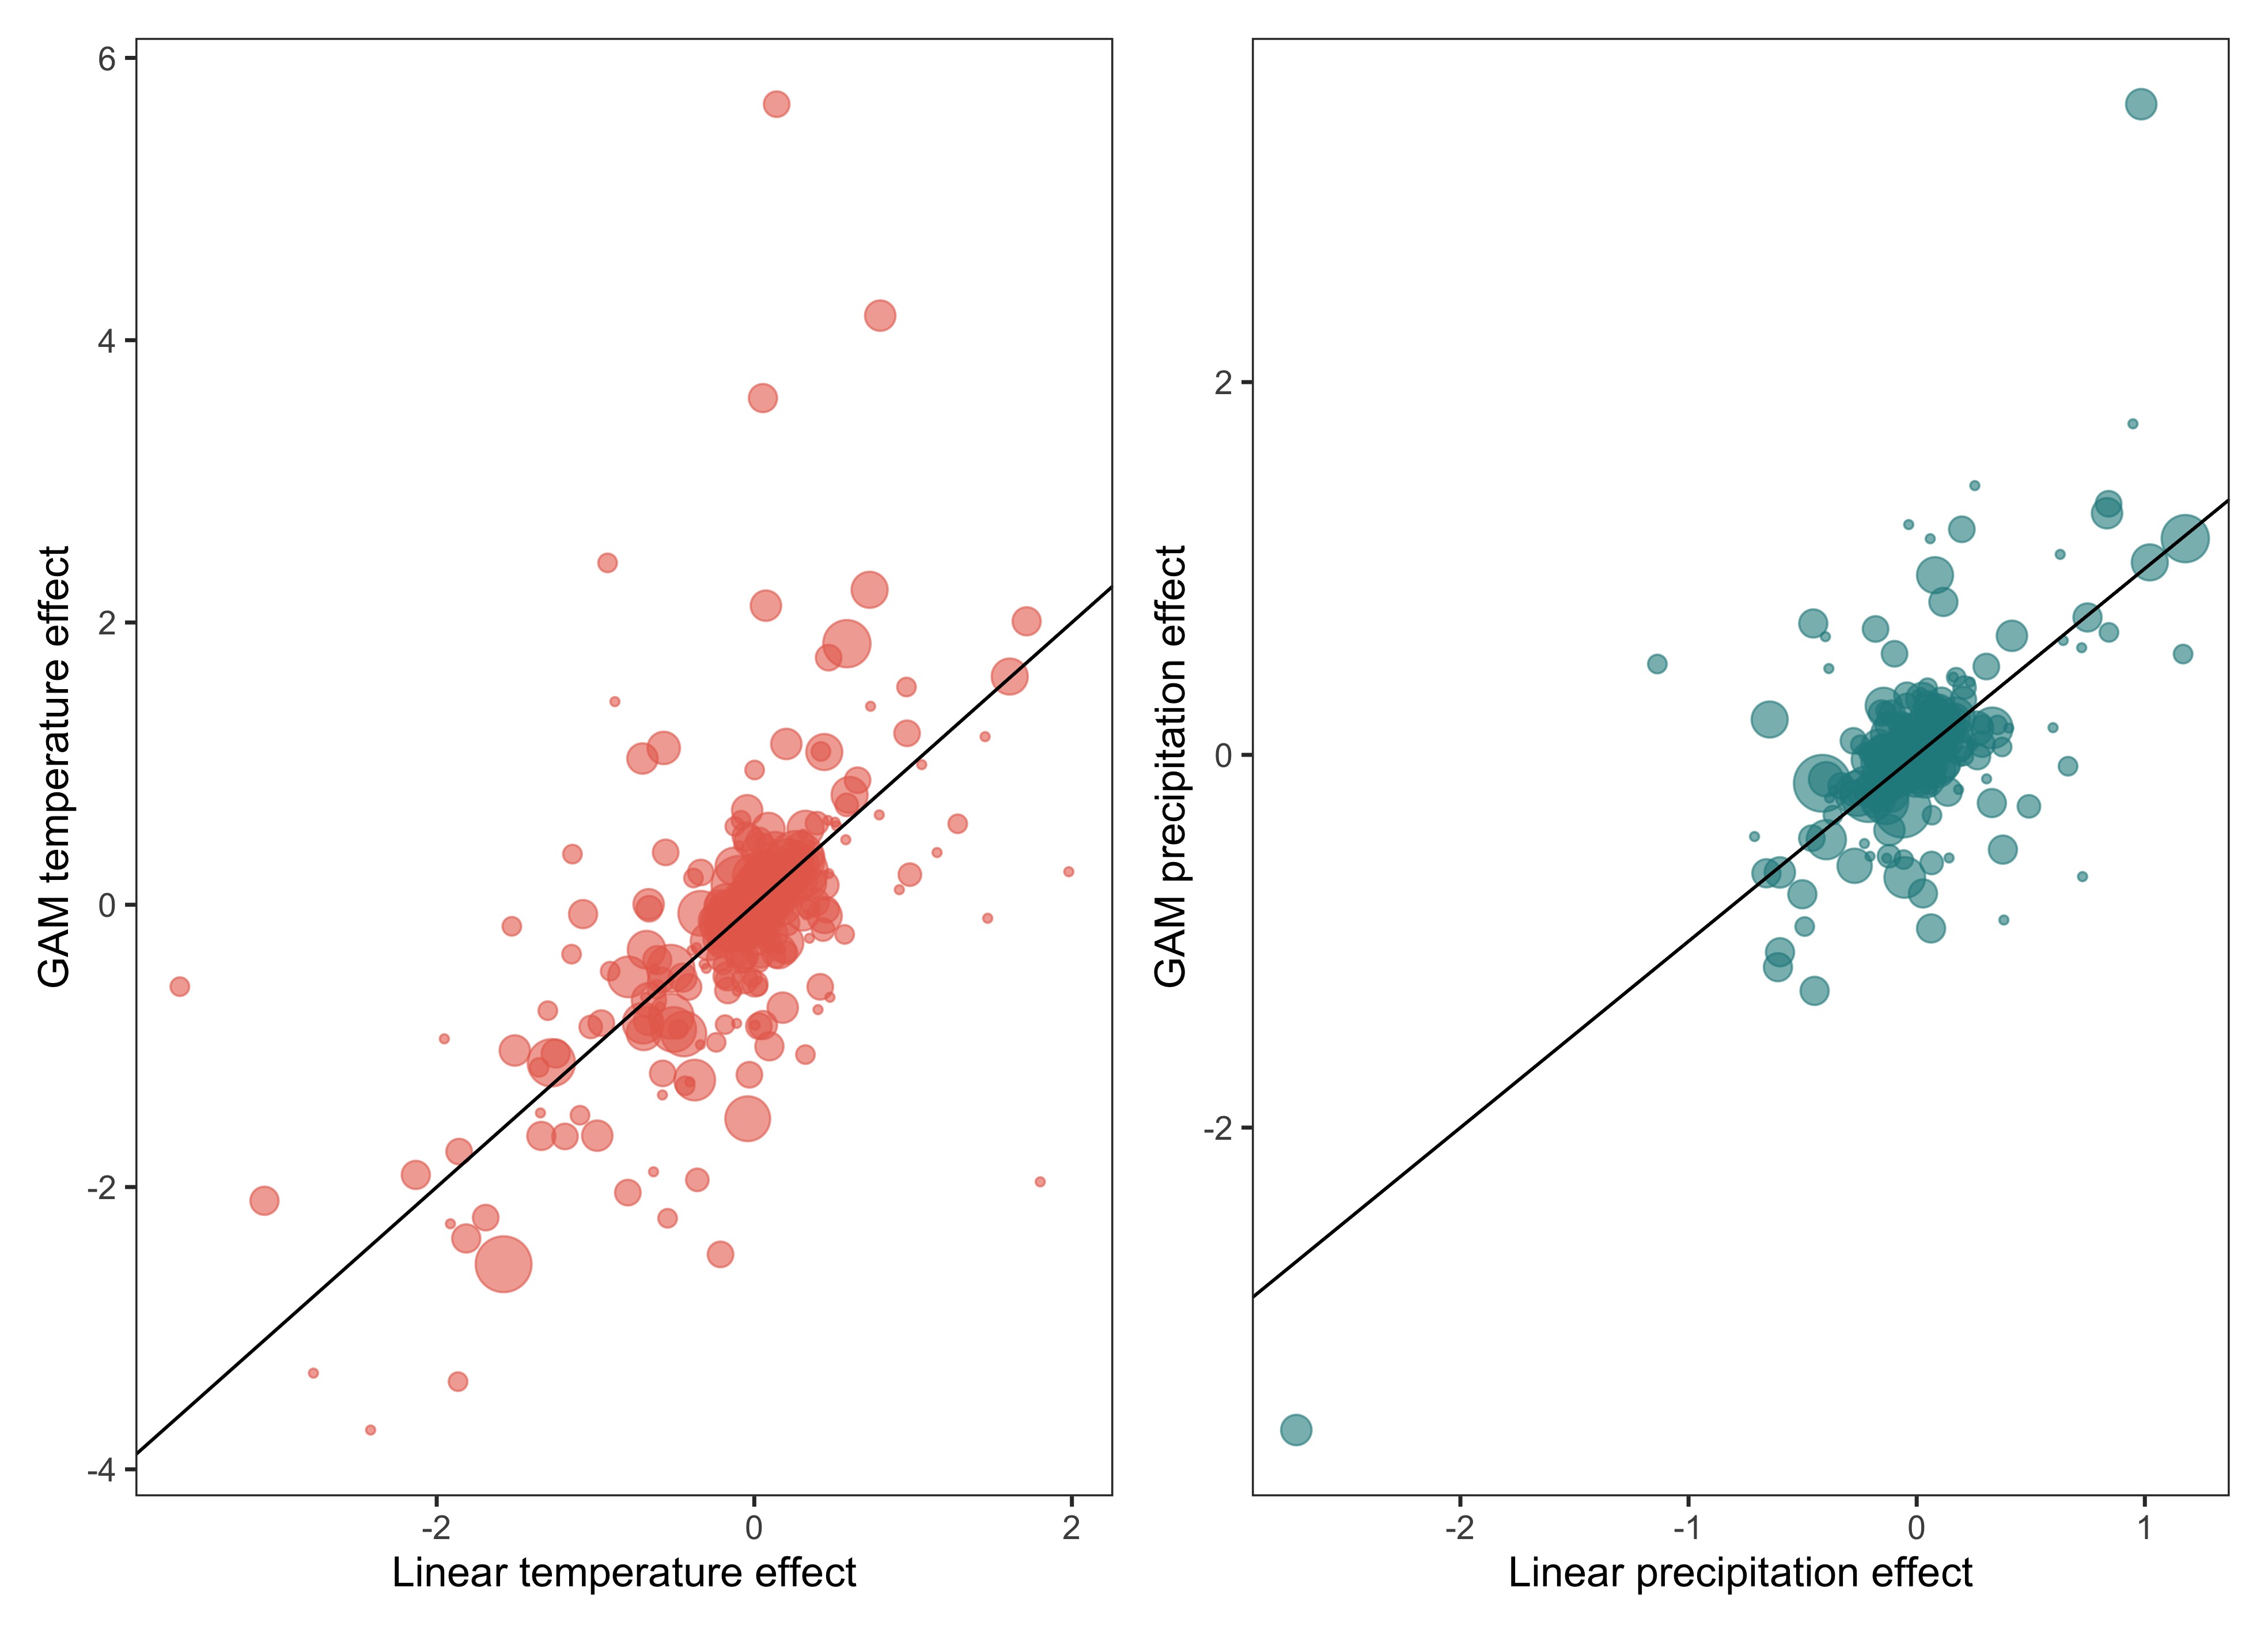 GAM temperature effect
6
4
2
0
-2
-4
-2 0 2
Linear temperature effect
GAM precipitation effect
2
0
-2
-2 -1 0 1
Linear precipitation effect